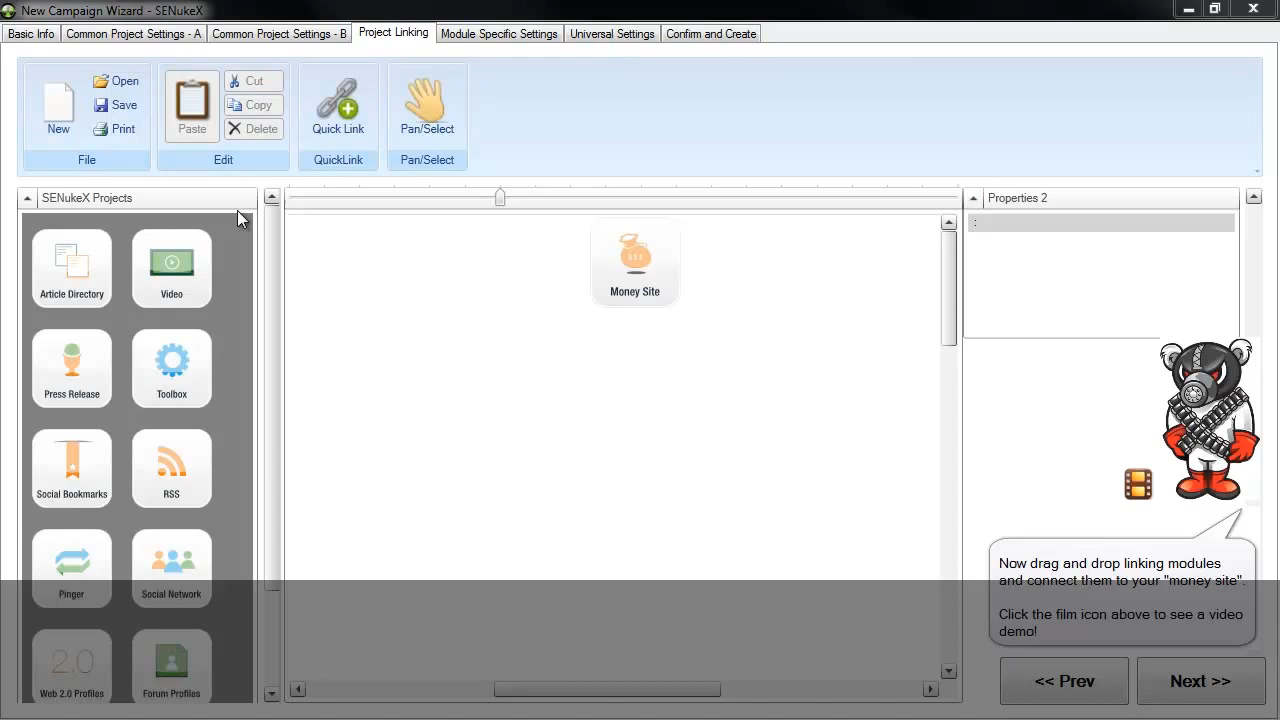 New Campaign Wizard - SENukeX
Basic Info
Common Project Settings - A
Common Project Settings - B
Project Linking
Module Specific Settings
Universal Settings
Confirm and Create
New
Open
Save
Print
File
Paste
Cut
Copy
Delete
Edit
Quick Link
QuickLink
Pan/Select
Pan/Select
SENukeX Projects
Article Directory
Video
Press Release
Toolbox
Social Bookmarks
RSS
Pinger
Social Network
2.0
Web 2.0 Profiles
Forum Profiles
$$$
Money Site
Properties 2
:
Now drag and drop linking modules
and connect them to your "money site".
Click the film icon above to see a video
demo!
<< Prev
Next >>